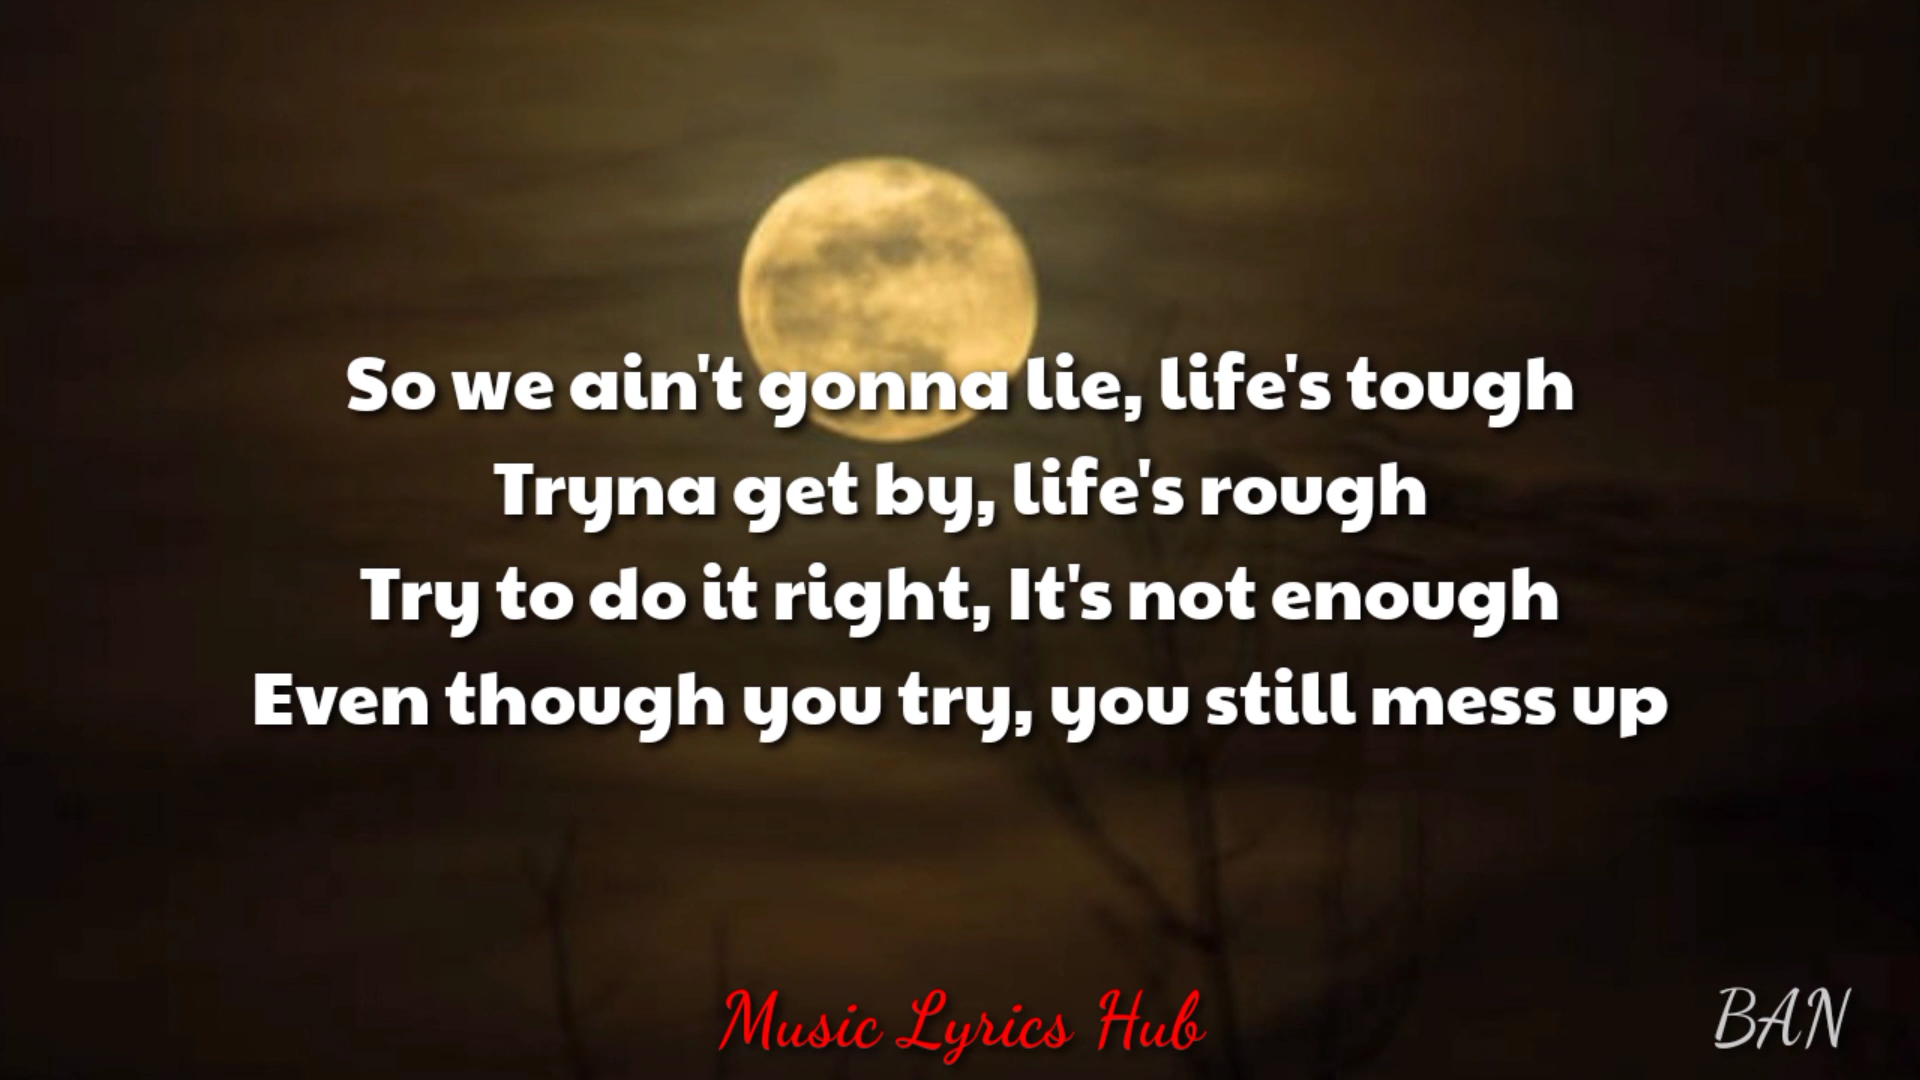 So we ain't gonna lie, life's tough
Tryna get by, life's rough
Try to do it right, It's not enough
Even though you try, you still mess up
Music Lyrics Hub
BAN